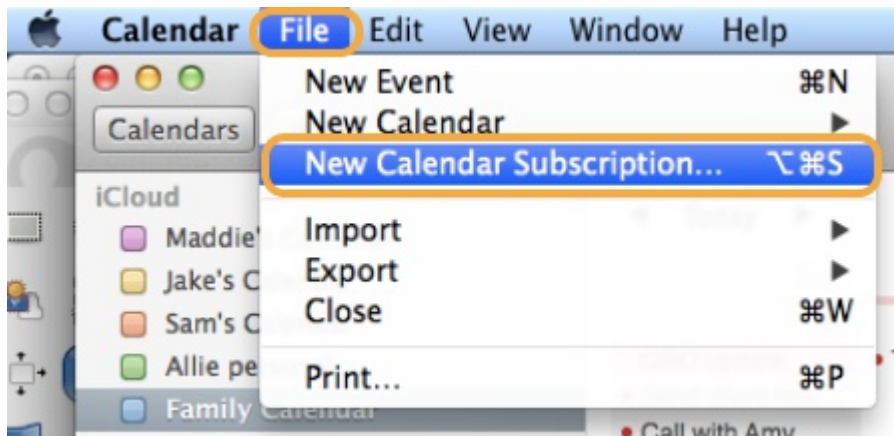 Calendar File Edit View Window Help
New Event ⌘N
Calendars New Calendar ▶
New Calendar Subscription... ⌥⌘S
iCloud
Today
Maddie' Import ▶
Jake's C Export ▶
Sam's C Close ⌘W
Allie pe
Print... ⌘P
Family Calendar
• Call with Amy